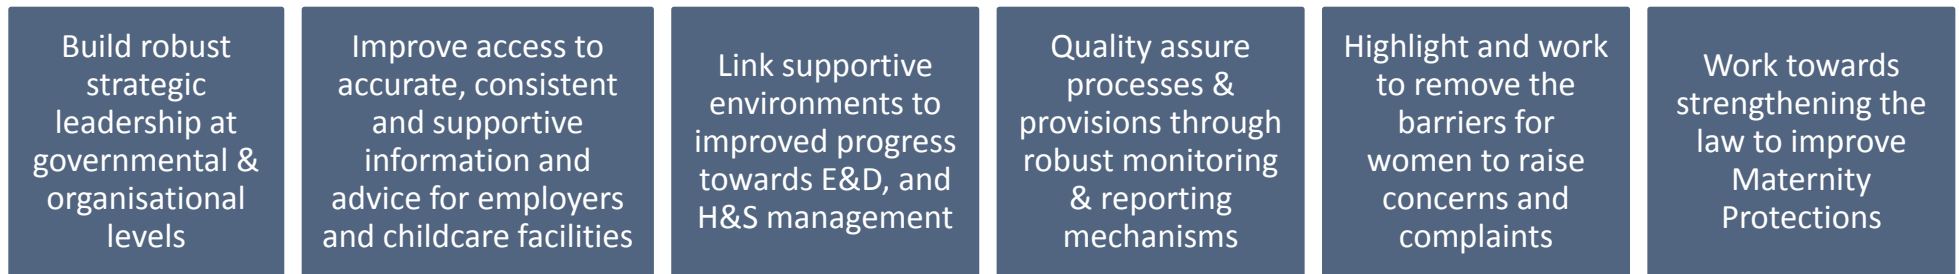 Build robust
strategic
leadership at
governmental &
organisational
levels
Improve access to
accurate, consistent
and supportive
information and
advice for employers
and childcare facilities
Link supportive
environments to
improved progress
towards E&D, and
H&S management
Quality assure
processes &
provisions through
robust monitoring
& reporting
mechanisms
Highlight and work
to remove the
barriers for
women to raise
concerns and
complaints
Work towards
strengthening the
law to improve
Maternity
Protections